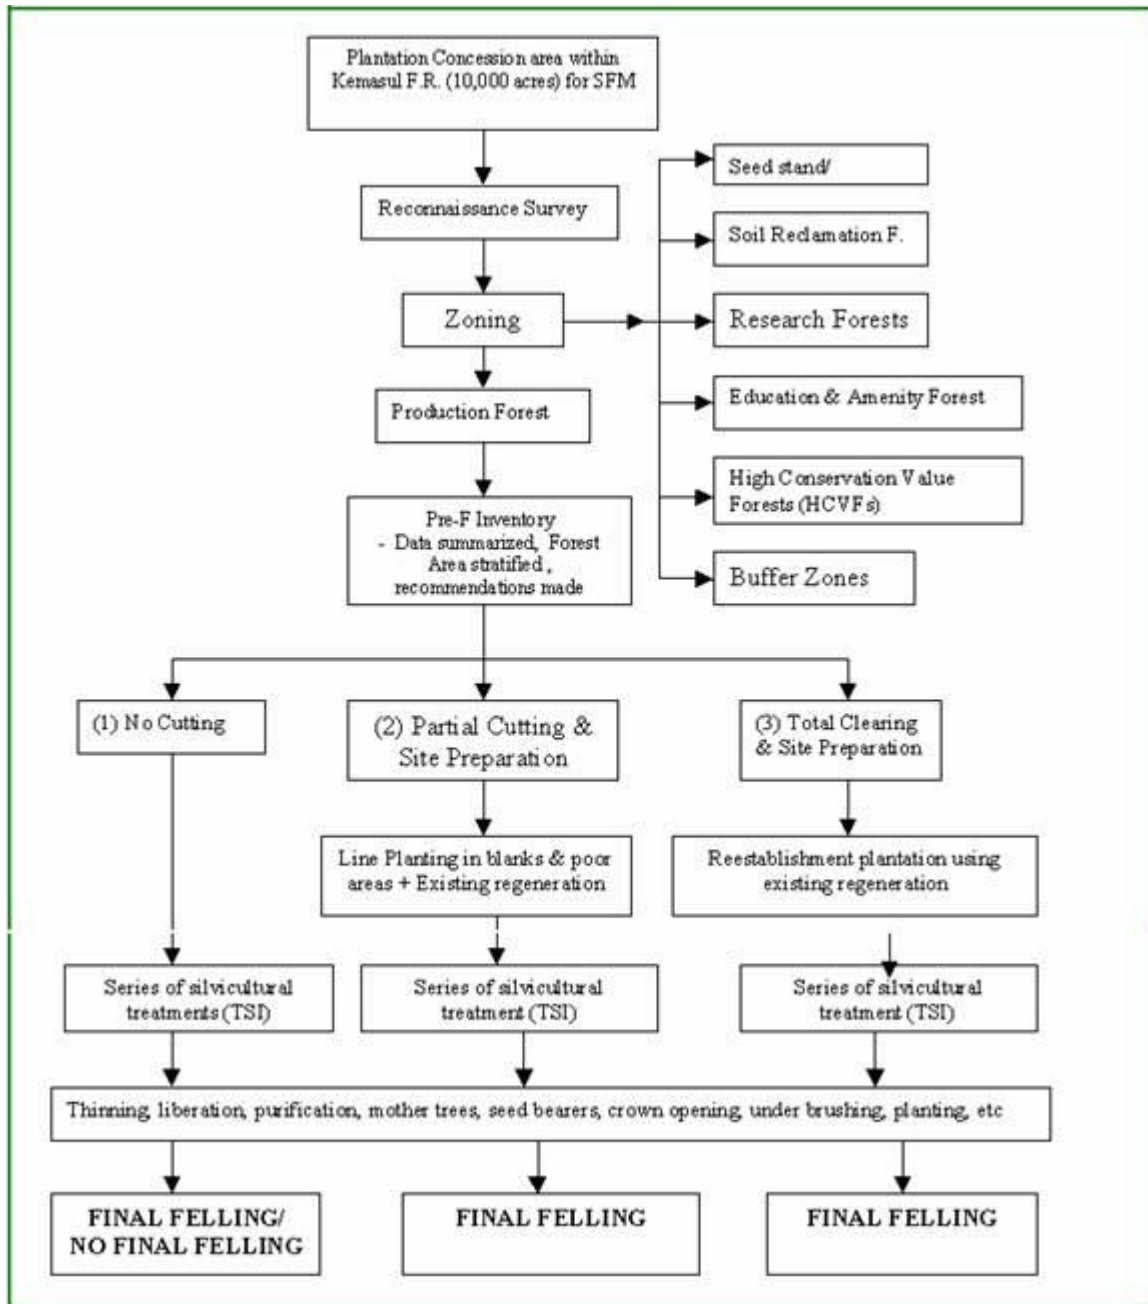 Plantation Concession area within
Kemasul F.R. (10,000 acres) for SFM
Reconnaissance Survey
Zoning
Production Forest
Pre-F Inventory
- Data summarized, Forest
Area stratified,
recommendations made
Seed stand/
Soil Reclamation F.
Research Forests
Education & Amenity Forest
High Conservation Value
Forests (HCVFs)
Buffer Zones
(1) No Cutting
(2) Partial Cutting &
Site Preparation
(3) Total Clearing
& Site Preparation
Line Planting in blanks & poor
areas + Existing regeneration
Reestablishment plantation using
existing regeneration
Series of silvicultural
treatments (TSI)
Series of silvicultural
treatment (TSI)
Series of silvicultural
treatment (TSI)
Thinning, liberation, purification, mother trees, seed bearers, crown opening, under brushing, planting, etc
FINAL FELLING/
NO FINAL FELLING
FINAL FELLING
FINAL FELLING